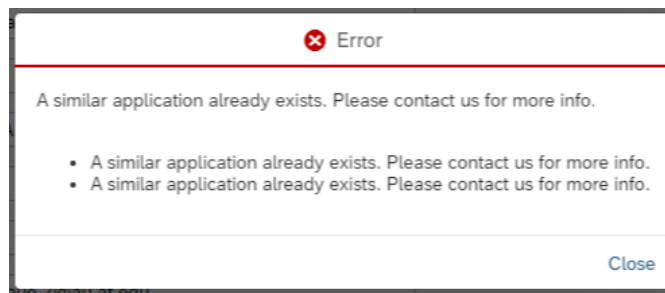 Error
A similar application already exists. Please contact us for more info.
• A similar application already exists. Please contact us for more info.
• A similar application already exists. Please contact us for more info.
Close